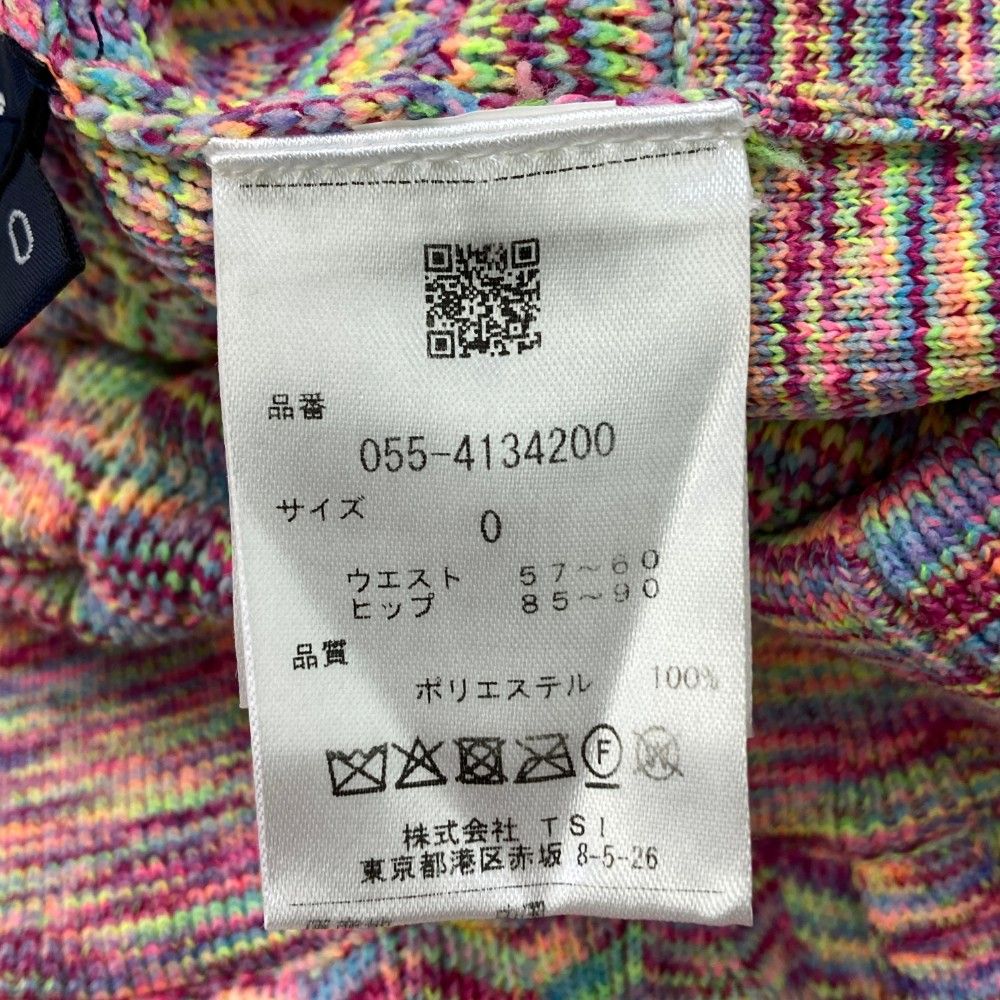 品番
055-4134200
サイズ
0
ウエスト 57～60
ヒップ 85～90
品質
ポリエステル 100%
F
W
株式会社 TSI
東京都港区赤坂 8-5-26
0